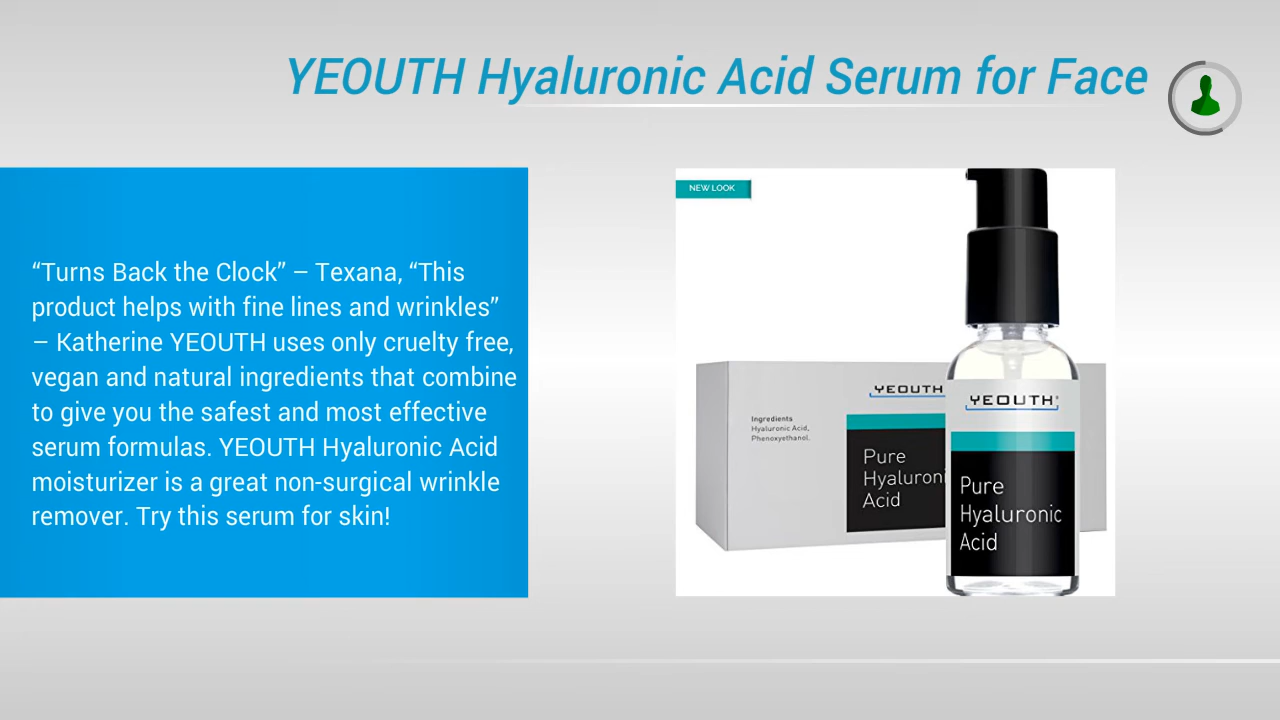 YEOUTH Hyaluronic Acid Serum for Face
“Turns Back the Clock” – Texana, “This
product helps with fine lines and wrinkles”
– Katherine YEOUTH uses only cruelty free,
vegan and natural ingredients that combine
to give you the safest and most effective
serum formulas. YEOUTH Hyaluronic Acid
moisturizer is a great non-surgical wrinkle
remover. Try this serum for skin!
NEW LOOK
YEOUTH
Ingredients
Hyaluronic Acid,
Phenoxyethanol.
Pure
Hyaluroni
Acid
YEOUTH®
Pure
Hyaluronic
Acid